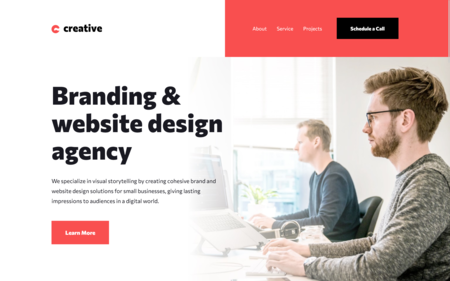 creative
About Service Projects Schedule a Call
Branding &
website design
agency
We specialize in visual storytelling by creating cohesive brand and
website design solutions for small businesses, giving lasting
impressions to audiences in a digital world.
Learn More